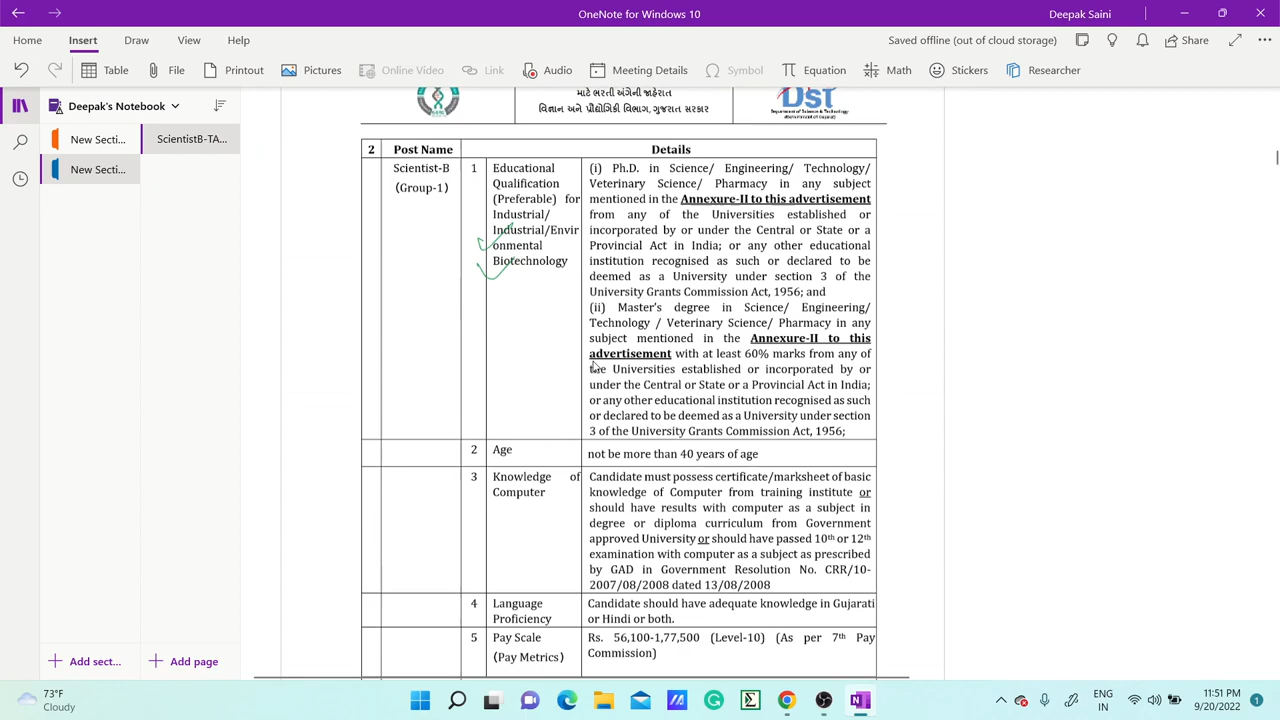 OneNote for Windows 10
Deepak Saini
Home
Insert
Draw
View
Help
Saved offline (out of cloud storage)
Share
Table
File
Printout
Pictures
Online Video
Link
Audio
Meeting Details
Symbol
Equation
Math
Stickers
Researcher
Deepak's Notebook
New Secti...
ScientistB-TA...
New Secti...
માટે ભરતી અંગેની જાહેરાત
વિજ્ઞાન અને પ્રૌદ્યોગિકી વિભાગ, ગુજરાત સરકાર
DST
Department of Science & Technology
(Government of Gujarat)
2 Post Name Details
Scientist-B
(Group-1)
1 Educational
Qualification
(Preferable) for
Industrial/
Industrial/Envir
onmental
Biotechnology
(i) Ph.D. in Science/ Engineering/ Technology/
Veterinary Science/ Pharmacy in any subject
mentioned in the Annexure-II to this advertisement
from any of the Universities established or
incorporated by or under the Central or State or a
Provincial Act in India; or any other educational
institution recognised as such or declared to be
deemed as a University under section 3 of the
University Grants Commission Act, 1956; and
(ii) Master's degree in Science/ Engineering/
Technology / Veterinary Science/ Pharmacy in any
subject mentioned in the Annexure-II to this
advertisement with at least 60% marks from any of
the Universities established or incorporated by or
under the Central or State or a Provincial Act in India;
or any other educational institution recognised as such
or declared to be deemed as a University under section
3 of the University Grants Commission Act, 1956;
2 Age not be more than 40 years of age
3 Knowledge of
Computer
Candidate must possess certificate/marksheet of basic
knowledge of Computer from training institute or
should have results with computer as a subject in
degree or diploma curriculum from Government
approved University or should have passed 10th or 12th
examination with computer as a subject as prescribed
by GAD in Government Resolution No. CRR/10-
2007/08/2008 dated 13/08/2008
4 Language
Proficiency
Candidate should have adequate knowledge in Gujarati
or Hindi or both.
5 Pay Scale
(Pay Metrics)
Rs. 56,100-1,77,500 (Level-10) (As per 7th Pay
Commission)
Add sect...
Add page
73°F
Cloudy
ENG
IN
11:51 PM
9/20/2022
1